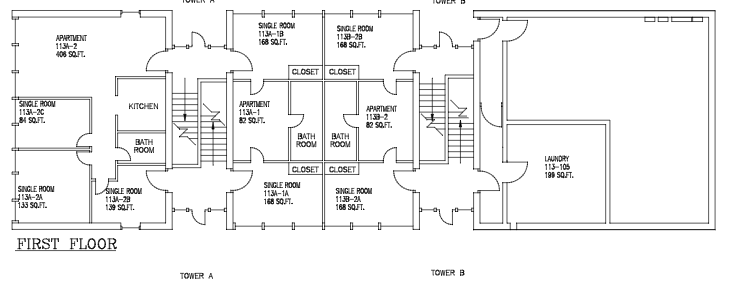 TOWER A
TOWER B
APARTMENT
113A-2
406 SQ.FT.
SINGLE ROOM
113A-1B
168 SQ.FT.
SINGLE ROOM
113B-2B
168 SQ.FT.
CLOSET
CLOSET
SINGLE ROOM
113A-2C
84 SQ.FT.
KITCHEN
APARTMENT
113A-1
82 SQ.FT.
APARTMENT
113B-2
82 SQ.FT.
BATH
ROOM
BATH
ROOM
BATH
ROOM
LAUNDRY
113-105
199 SQ.FT.
CLOSET
CLOSET
SINGLE ROOM
113A-2A
133 SQ.FT.
SINGLE ROOM
113A-2B
139 SQ.FT.
SINGLE ROOM
113A-1A
168 SQ.FT.
SINGLE ROOM
113B-2A
168 SQ.FT.
FIRST FLOOR
TOWER A
TOWER B